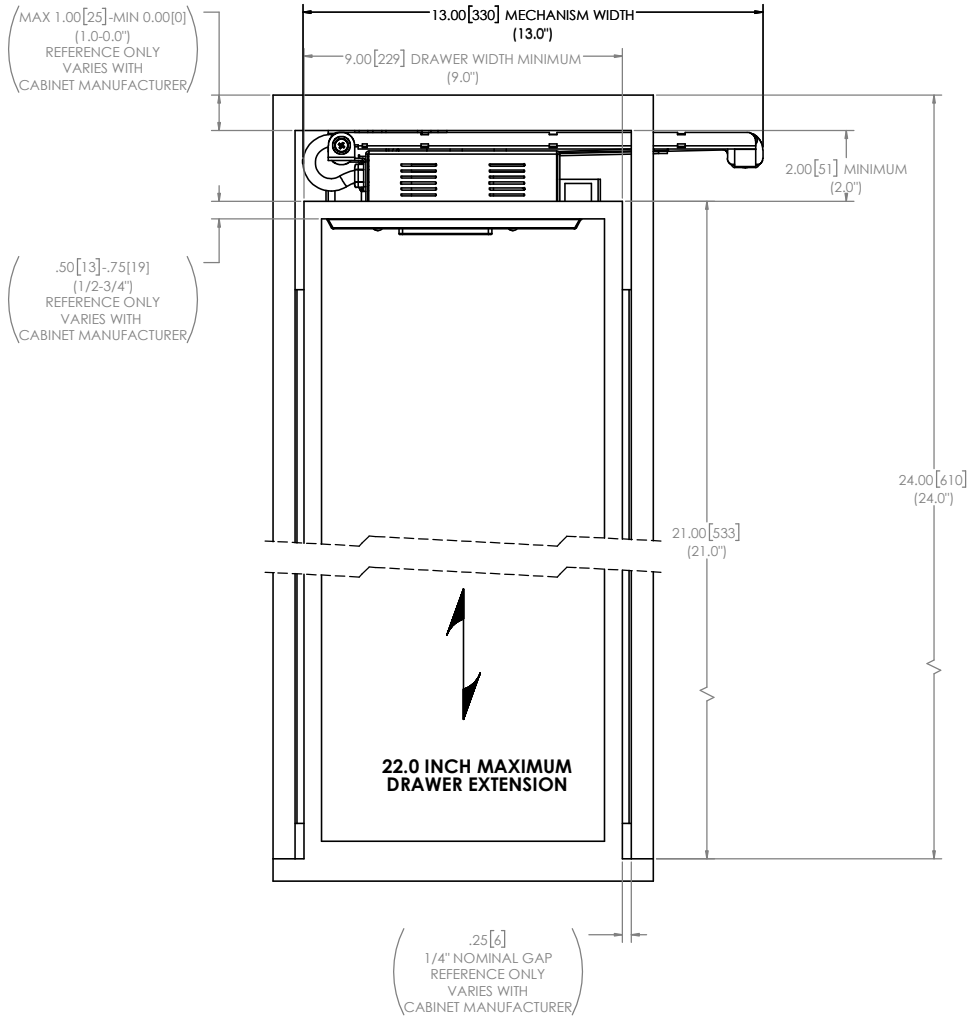 MAX 1.00[25]-MIN 0.00[0]
(1.0-0.0")
REFERENCE ONLY
VARIES WITH
CABINET MANUFACTURER
13.00[330] MECHANISM WIDTH
(13.0")
9.00[229] DRAWER WIDTH MINIMUM
(9.0")
2.00[51] MINIMUM
(2.0")
.50[13]-.75[19]
(1/2-3/4")
REFERENCE ONLY
VARIES WITH
CABINET MANUFACTURER
24.00[610]
(24.0")
21.00[533]
(21.0")
22.0 INCH MAXIMUM
DRAWER EXTENSION
.25[6]
1/4" NOMINAL GAP
REFERENCE ONLY
VARIES WITH
CABINET MANUFACTURER